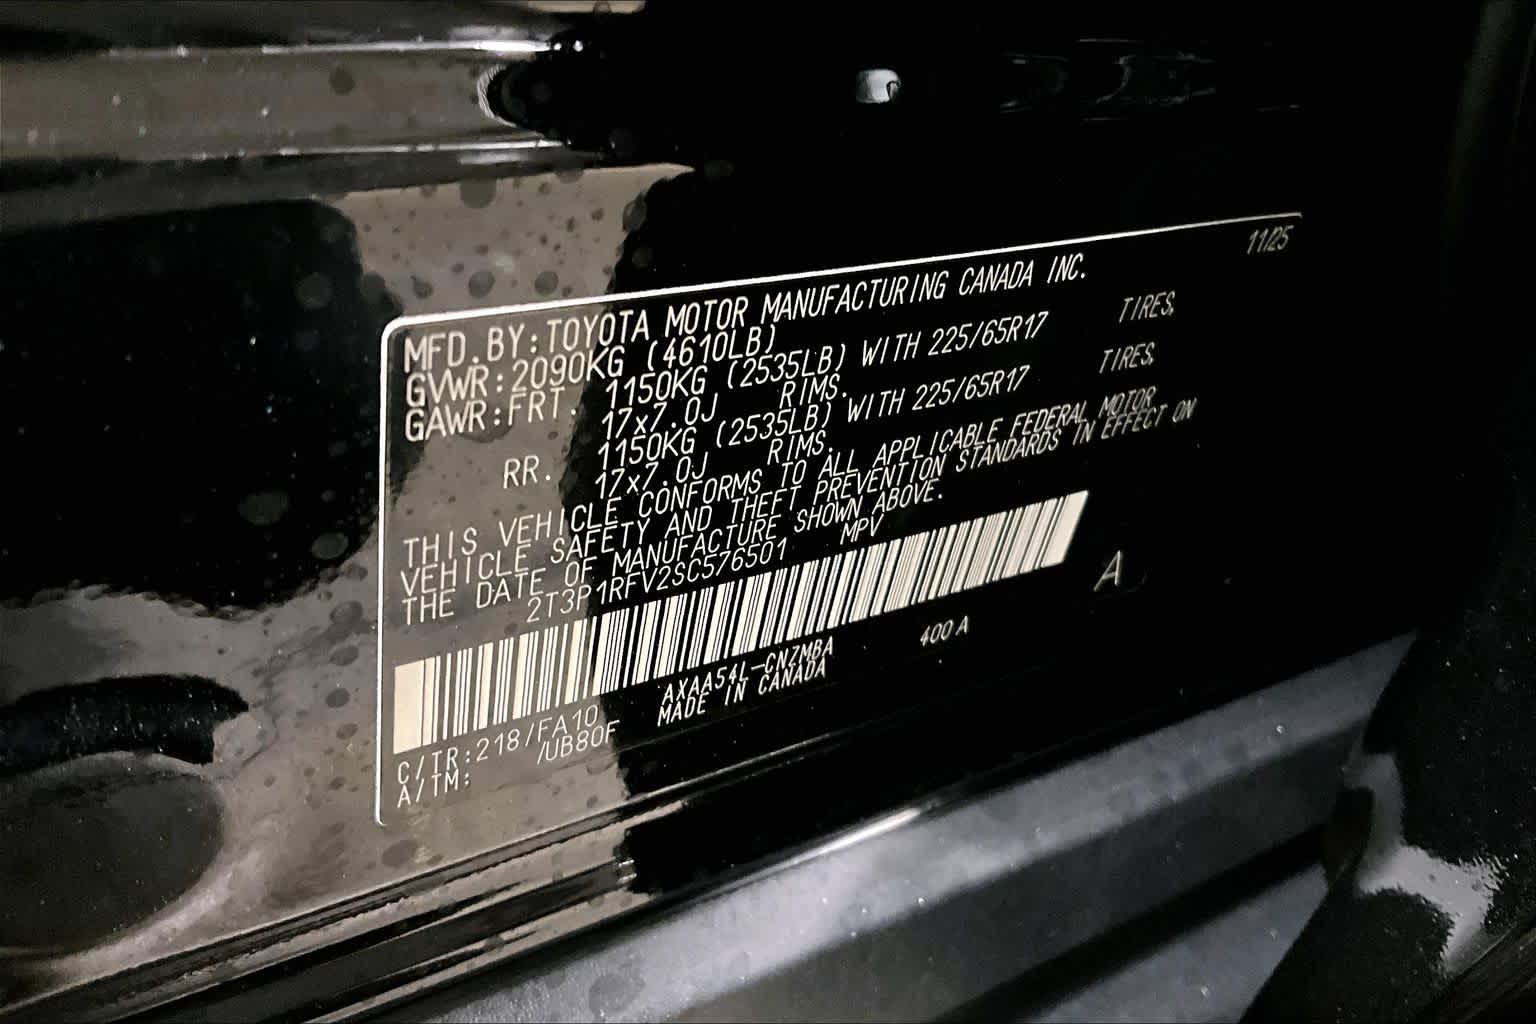 11/25
MFD.BY:TOYOTA MOTOR MANUFACTURING CANADA INC.
GVWR:2090KG (4610LB)
GAWR:FRT. 1150KG (2535LB) WITH 225/65R17 TIRES,
17x7.0J RIMS.
RR. 1150KG (2535LB) WITH 225/65R17 TIRES,
17x7.0J RIMS.
THIS VEHICLE CONFORMS TO ALL APPLICABLE FEDERAL MOTOR
VEHICLE SAFETY AND THEFT PREVENTION STANDARDS IN EFFECT ON
THE DATE OF MANUFACTURE SHOWN ABOVE.
2T3P1RFV2SC576501 MPV
A
C/TR:218/FA10 AXAA54L-CNZMBA 400A
A/TM: /UB80F MADE IN CANADA